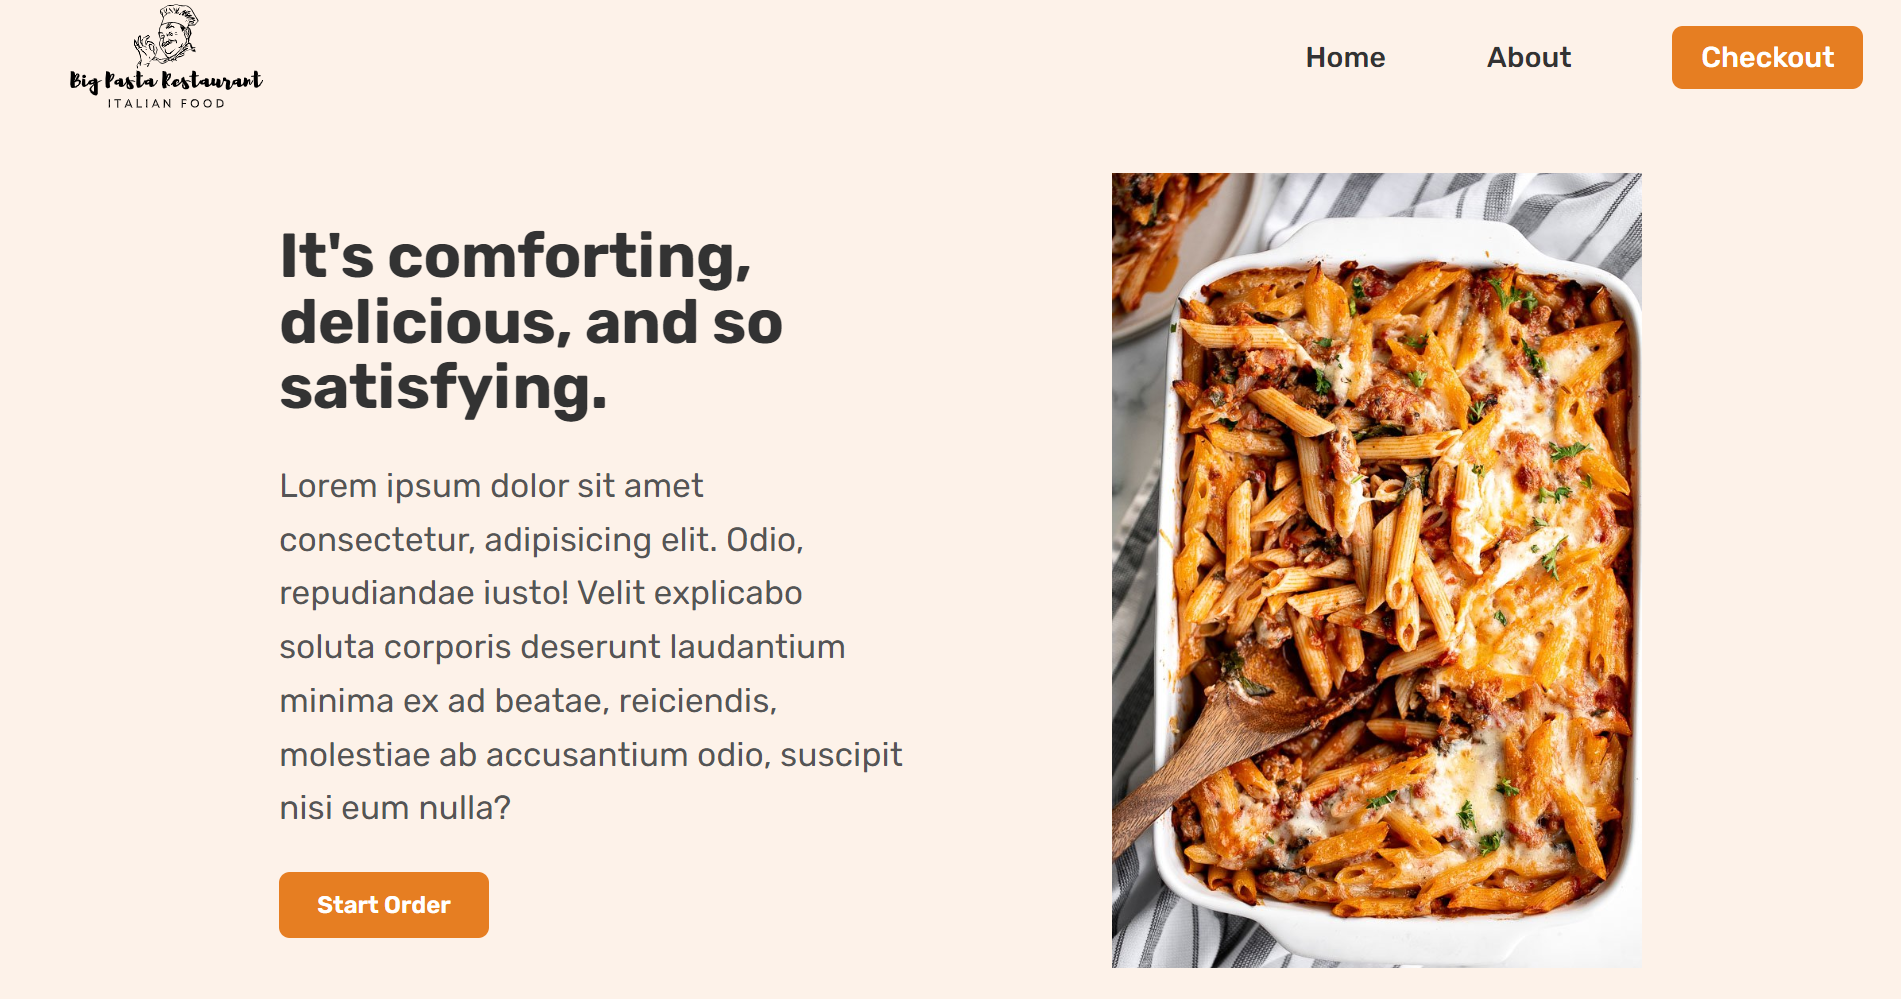 Big Pasta Restaurant
ITALIAN FOOD
Home
About
Checkout
It's comforting,
delicious, and so
satisfying.
Lorem ipsum dolor sit amet
consectetur, adipisicing elit. Odio,
repudiandae iusto! Velit explicabo
soluta corporis deserunt laudantium
minima ex ad beatae, reiciendis,
molestiae ab accusantium odio, suscipit
nisi eum nulla?
Start Order